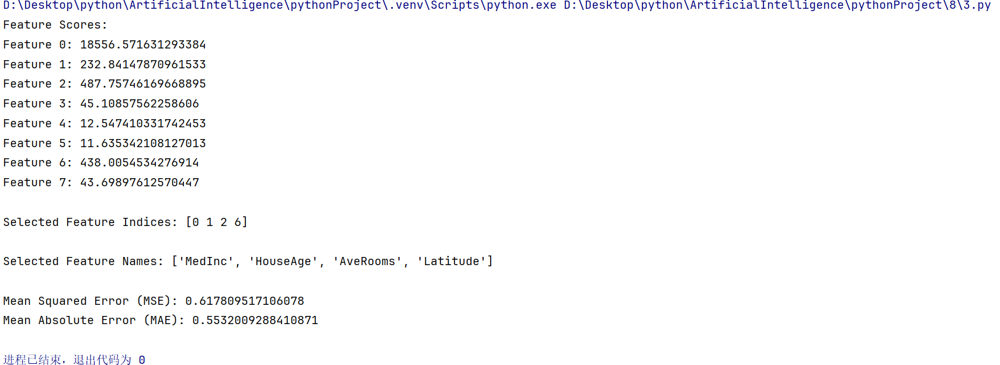 D:\Desktop\python\ArtificialIntelligence\pythonProject\.venv\Scripts\python.exe D:\Desktop\python\ArtificialIntelligence\pythonProject\8\3.py
Feature Scores:
Feature 0: 18556.571631293384
Feature 1: 232.84147870961533
Feature 2: 487.75746169668895
Feature 3: 45.10857562258606
Feature 4: 12.547410331742453
Feature 5: 11.635342108127013
Feature 6: 438.0054534276914
Feature 7: 43.69897612570447
Selected Feature Indices: [0 1 2 6]
Selected Feature Names: ['MedInc', 'HouseAge', 'AveRooms', 'Latitude']
Mean Squared Error (MSE): 0.617809517106078
Mean Absolute Error (MAE): 0.5532009288410871
进程已结束，退出代码为 0